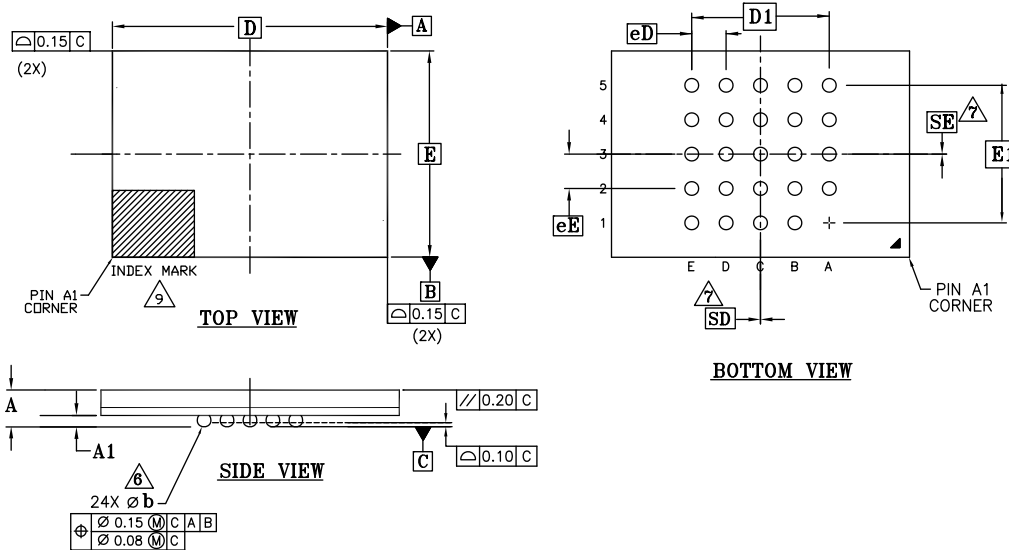 D
A
⌓ 0.15 C
(2X)
E
INDEX MARK
9
PIN A1
CORNER
TOP VIEW
B
⌓ 0.15 C
(2X)
D1
eD
5
4
3
2
1
7
SE
E1
eE
E D C B A
7
SD
PIN A1
CORNER
BOTTOM VIEW
A
A1
// 0.20 C
⌓ 0.10 C
C
SIDE VIEW
6
24X Ø b
⌖ Ø 0.15 Ⓜ C A B
Ø 0.08 Ⓜ C